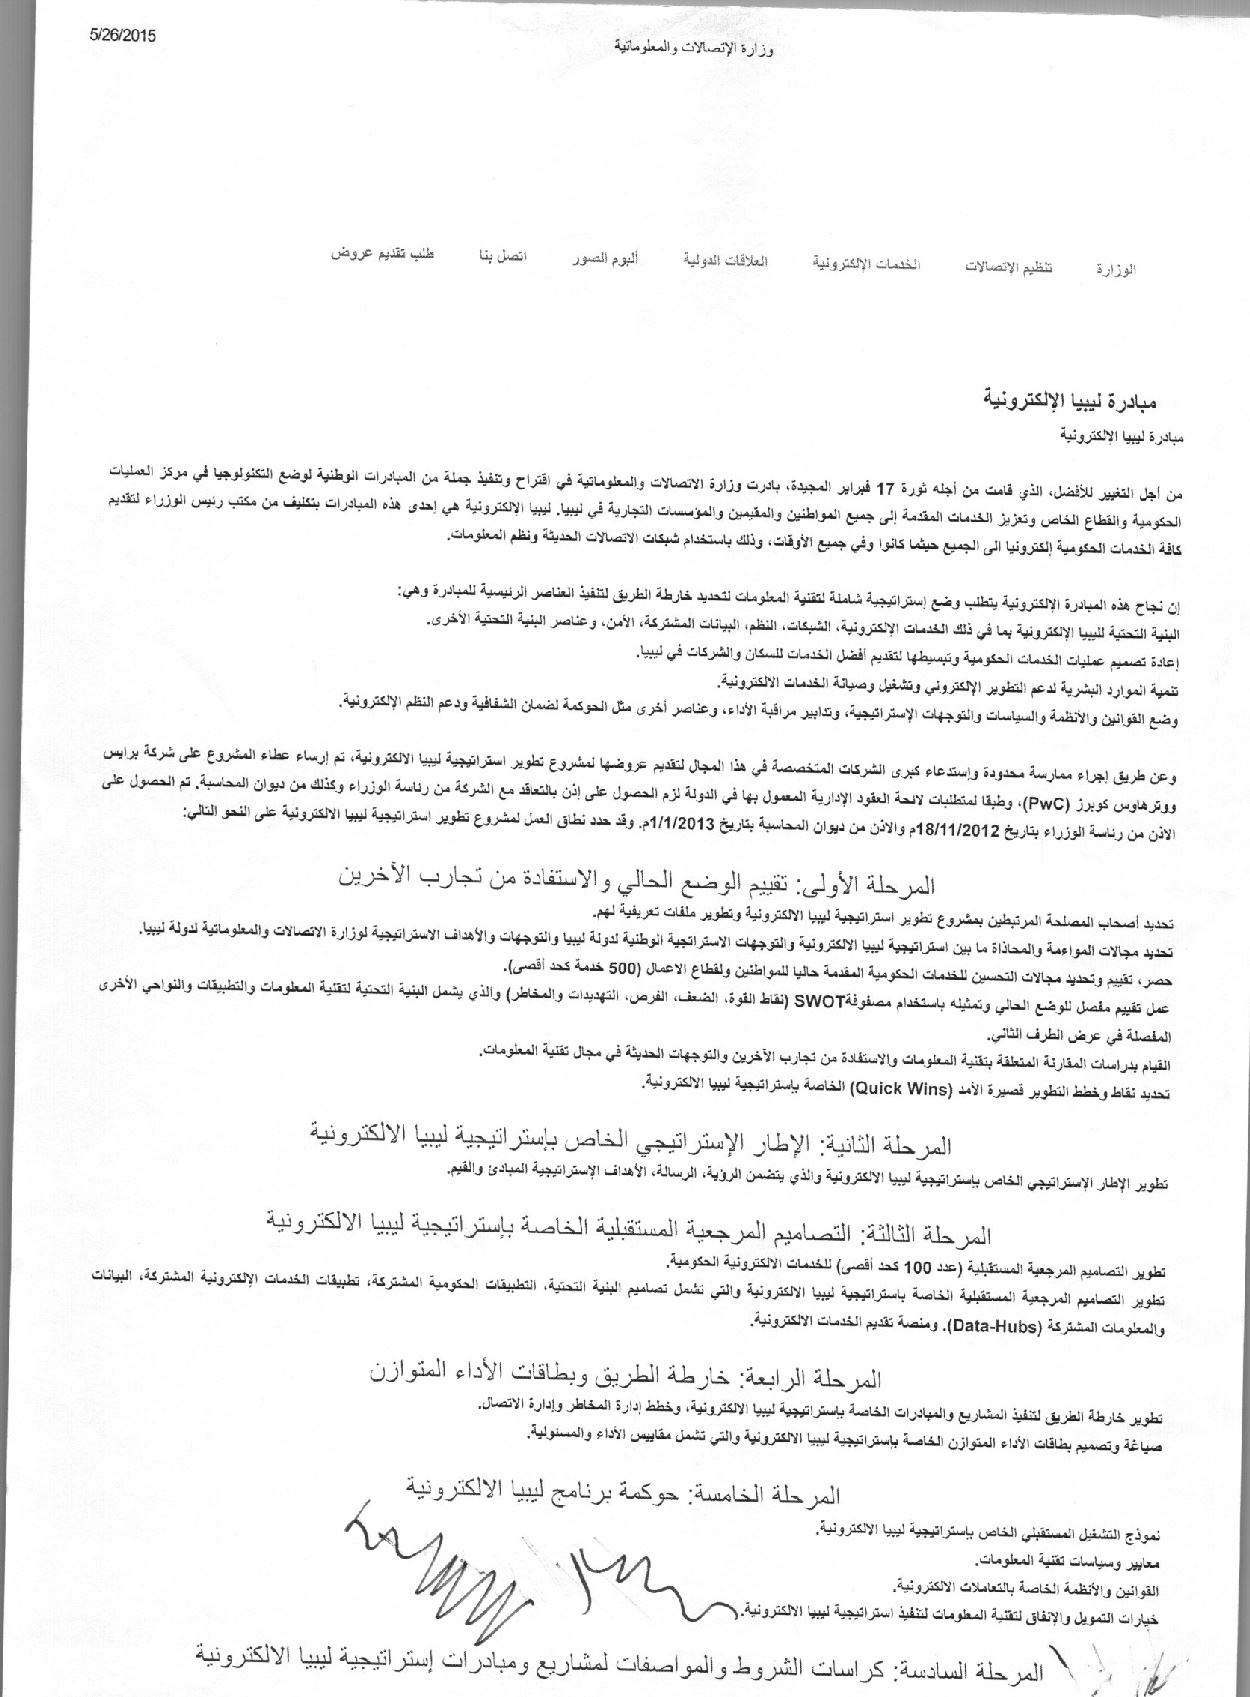 5/26/2015
وزارة الإتصالات والمعلوماتية
الوزارة تنظيم الإتصالات الخدمات الإلكترونية العلاقات الدولية ألبوم الصور اتصل بنا طلب تقديم عروض
مبادرة ليبيا الإلكترونية
مبادرة ليبيا الإلكترونية
من أجل التغيير للأفضل، الذي قامت من أجله ثورة 17 فبراير المجيدة، بادرت وزارة الاتصالات والمعلوماتية في اقتراح وتنفيذ جملة من المبادرات الوطنية لوضع التكنولوجيا في مركز العمليات
الحكومية والقطاع الخاص وتعزيز الخدمات المقدمة إلى جميع المواطنين والمقيمين والمؤسسات التجارية في ليبيا. ليبيا الإلكترونية هي إحدى هذه المبادرات بتكليف من مكتب رئيس الوزراء لتقديم
كافة الخدمات الحكومية إلكترونيا الى الجميع حيثما كانوا وفي جميع الأوقات، وذلك باستخدام شبكات الاتصالات الحديثة ونظم المعلومات.
إن نجاح هذه المبادرة الإلكترونية يتطلب وضع إستراتيجية شاملة لتقنية المعلومات لتحديد خارطة الطريق لتنفيذ العناصر الرئيسية للمبادرة وهي:
البنية التحتية لليبيا الإلكترونية بما في ذلك الخدمات الإلكترونية، الشبكات، النظم، البيانات المشتركة، الأمن، وعناصر البنية التحتية الأخرى.
إعادة تصميم عمليات الخدمات الحكومية وتبسيطها لتقديم أفضل الخدمات للسكان والشركات في ليبيا.
تنمية الموارد البشرية لدعم التطوير الإلكتروني وتشغيل وصيانة الخدمات الالكترونية.
وضع القوانين والأنظمة والسياسات والتوجهات الإستراتيجية، وتدابير مراقبة الأداء، وعناصر أخرى مثل الحوكمة لضمان الشفافية ودعم النظم الإلكترونية.
وعن طريق إجراء ممارسة محدودة وإستدعاء كبرى الشركات المتخصصة في هذا المجال لتقديم عروضها لمشروع تطوير استراتيجية ليبيا الالكترونية، تم إرساء عطاء المشروع على شركة برايس
ووترهاوس كوبرز (PwC)، وطبقا لمتطلبات لائحة العقود الإدارية المعمول بها في الدولة لزم الحصول على إذن بالتعاقد مع الشركة من رئاسة الوزراء وكذلك من ديوان المحاسبة. تم الحصول على
الاذن من رئاسة الوزراء بتاريخ 18/11/2012م والاذن من ديوان المحاسبة بتاريخ 1/1/2013م. وقد حدد نطاق العمل لمشروع تطوير استراتيجية ليبيا الالكترونية على النحو التالي:
المرحلة الأولى: تقييم الوضع الحالي والاستفادة من تجارب الآخرين
تحديد أصحاب المصلحة المرتبطين بمشروع تطوير استراتيجية ليبيا الالكترونية وتطوير ملفات تعريفية لهم.
تحديد مجالات المواءمة والمحاذاة ما بين استراتيجية ليبيا الالكترونية والتوجهات الاستراتجية الوطنية لدولة ليبيا والتوجهات والأهداف الاستراتيجية لوزارة الاتصالات والمعلوماتية لدولة ليبيا.
حصر، تقييم وتحديد مجالات التحسين للخدمات الحكومية المقدمة حاليا للمواطنين ولقطاع الاعمال (500 خدمة كحد أقصى).
عمل تقييم مفصل للوضع الحالي وتمثيله باستخدام مصفوفةSWOT (نقاط القوة، الضعف، الفرص، التهديدات والمخاطر) والذي يشمل البنية التحتية لتقنية المعلومات والتطبيقات والنواحي الأخرى
المفصلة في عرض الطرف الثاني.
القيام بدراسات المقارنة المتعلقة بتقنية المعلومات والاستفادة من تجارب الآخرين والتوجهات الحديثة في مجال تقنية المعلومات.
تحديد نقاط وخطط التطوير قصيرة الأمد (Quick Wins) الخاصة بإستراتيجية ليبيا الالكترونية.
المرحلة الثانية: الإطار الإستراتيجي الخاص بإستراتيجية ليبيا الالكترونية
تطوير الإطار الإستراتيجي الخاص بإستراتيجية ليبيا الالكترونية والذي يتضمن الرؤية، الرسالة، الأهداف الإستراتيجية المبادئ والقيم.
المرحلة الثالثة: التصاميم المرجعية المستقبلية الخاصة بإستراتيجية ليبيا الالكترونية
تطوير التصاميم المرجعية المستقبلية (عدد 100 كحد أقصى) للخدمات الالكترونية الحكومية.
تطوير التصاميم المرجعية المستقبلية الخاصة باستراتيجية ليبيا الالكترونية والتي تشمل تصاميم البنية التحتية، التطبيقات الحكومية المشتركة، تطبيقات الخدمات الإلكترونية المشتركة، البيانات
والمعلومات المشتركة (Data-Hubs). ومنصة تقديم الخدمات الالكترونية.
المرحلة الرابعة: خارطة الطريق وبطاقات الأداء المتوازن
تطوير خارطة الطريق لتنفيذ المشاريع والمبادرات الخاصة بإستراتيجية ليبيا الالكترونية، وخطط إدارة المخاطر وإدارة الاتصال.
صياغة وتصميم بطاقات الأداء المتوازن الخاصة بإستراتيجية ليبيا الالكترونية والتي تشمل مقاييس الأداء والمسئولية.
المرحلة الخامسة: حوكمة برنامج ليبيا الالكترونية
نموذج التشغيل المستقبلي الخاص بإستراتيجية ليبيا الالكترونية.
معايير وسياسات تقنية المعلومات.
القوانين والأنظمة الخاصة بالتعاملات الالكترونية.
خيارات التمويل والإنفاق لتقنية المعلومات لتنفيذ استراتيجية ليبيا الالكترونية.
المرحلة السادسة: كراسات الشروط والمواصفات لمشاريع ومبادرات إستراتيجية ليبيا الالكترونية